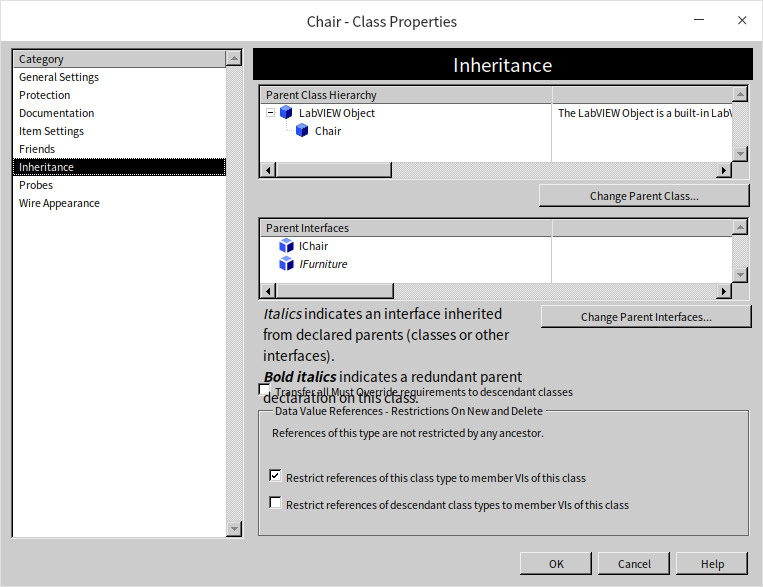 Chair - Class Properties
Category
General Settings
Protection
Documentation
Item Settings
Friends
Inheritance
Probes
Wire Appearance
Inheritance
Parent Class Hierarchy
LabVIEW Object The LabVIEW Object is a built-in LabV
Chair
Change Parent Class...
Parent Interfaces
IChair
IFurniture
Italics indicates an interface inherited
from declared parents (classes or other
interfaces).
Bold italics indicates a redundant parent
declaration on this class.
Transfer all Must Override requirements to descendant classes
Change Parent Interfaces...
Data Value References - Restrictions On New and Delete
References of this type are not restricted by any ancestor.
Restrict references of this class type to member VIs of this class
Restrict references of descendant class types to member VIs of this class
OK Cancel Help